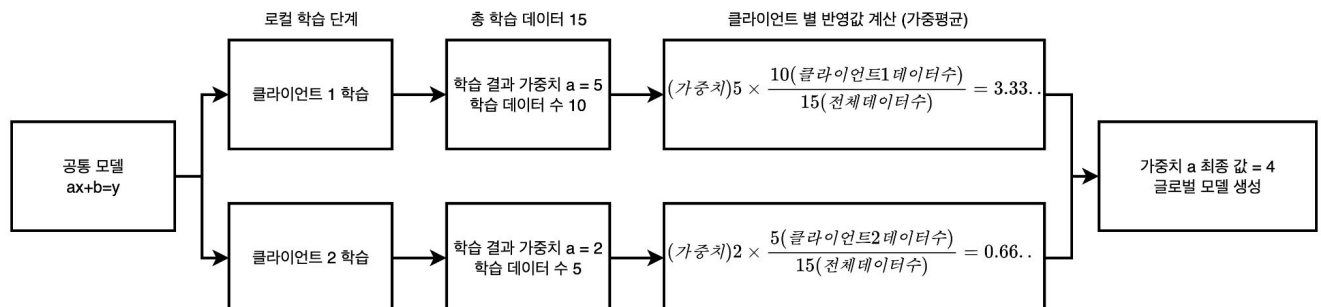 로컬 학습 단계
총 학습 데이터 15
클라이언트 별 반영값 계산 (가중평균)
공통 모델
ax+b=y
클라이언트 1 학습
학습 결과 가중치 a = 5
학습 데이터 수 10
(가중치)5 × 10(클라이언트1데이터수) / 15(전체데이터수) = 3.33..
클라이언트 2 학습
학습 결과 가중치 a = 2
학습 데이터 수 5
(가중치)2 × 5(클라이언트2데이터수) / 15(전체데이터수) = 0.66..
가중치 a 최종 값 = 4
글로벌 모델 생성